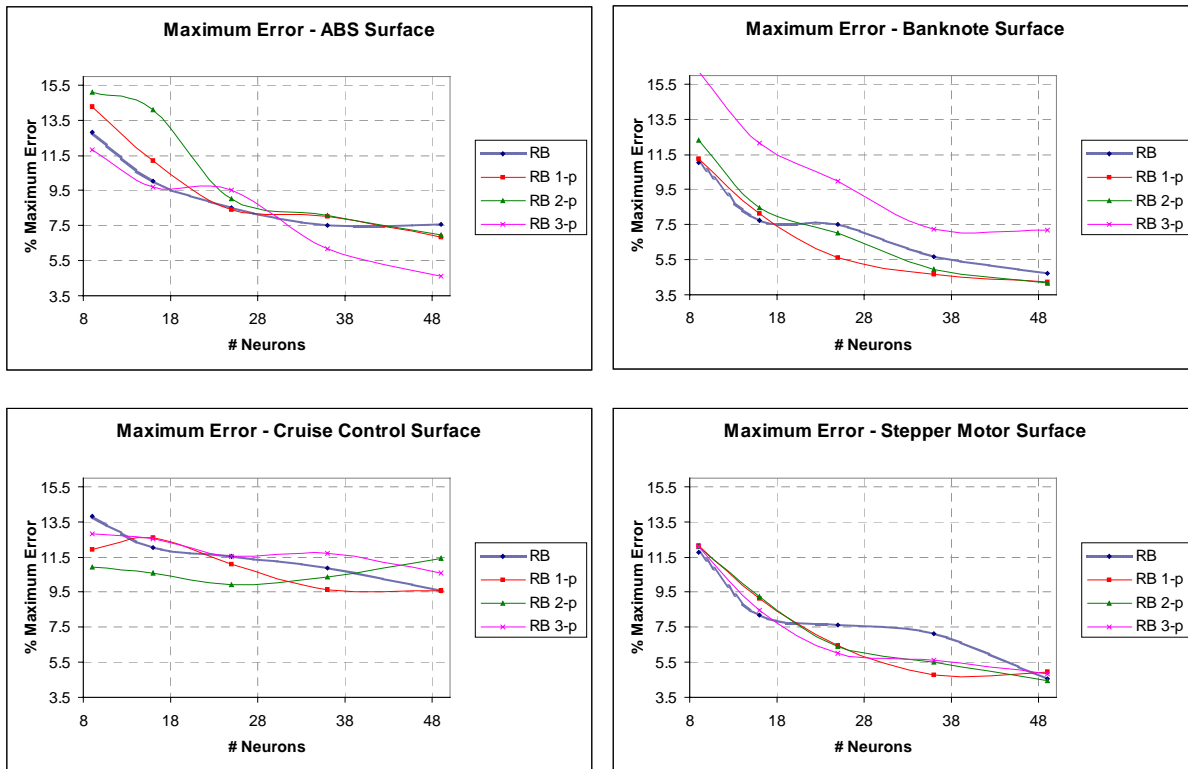 Maximum Error - ABS Surface
% Maximum Error
15.5
13.5
11.5
9.5
7.5
5.5
3.5
8 18 28 38 48
# Neurons
RB
RB 1-p
RB 2-p
RB 3-p
Maximum Error - Banknote Surface
% Maximum Error
15.5
13.5
11.5
9.5
7.5
5.5
3.5
8 18 28 38 48
# Neurons
RB
RB 1-p
RB 2-p
RB 3-p
Maximum Error - Cruise Control Surface
% Maximum Error
15.5
13.5
11.5
9.5
7.5
5.5
3.5
8 18 28 38 48
# Neurons
RB
RB 1-p
RB 2-p
RB 3-p
Maximum Error - Stepper Motor Surface
% Maximum Error
15.5
13.5
11.5
9.5
7.5
5.5
3.5
8 18 28 38 48
# Neurons
RB
RB 1-p
RB 2-p
RB 3-p